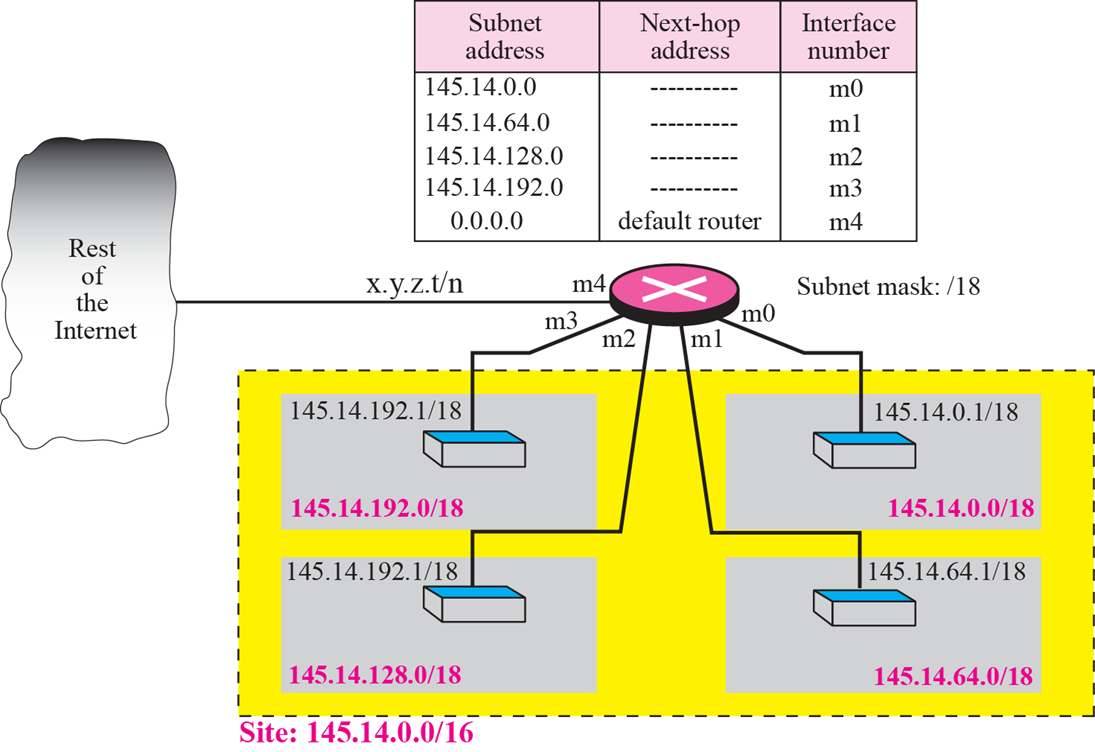 Subnet address
Next-hop address
Interface number
145.14.0.0 ---------- m0
145.14.64.0 ---------- m1
145.14.128.0 ---------- m2
145.14.192.0 ---------- m3
0.0.0.0 default router m4
Rest
of
the
Internet
x.y.z.t/n
m4
m3
m2
m1
m0
Subnet mask: /18
145.14.192.1/18
145.14.192.0/18
145.14.0.1/18
145.14.0.0/18
145.14.192.1/18
145.14.128.0/18
145.14.64.1/18
145.14.64.0/18
Site: 145.14.0.0/16